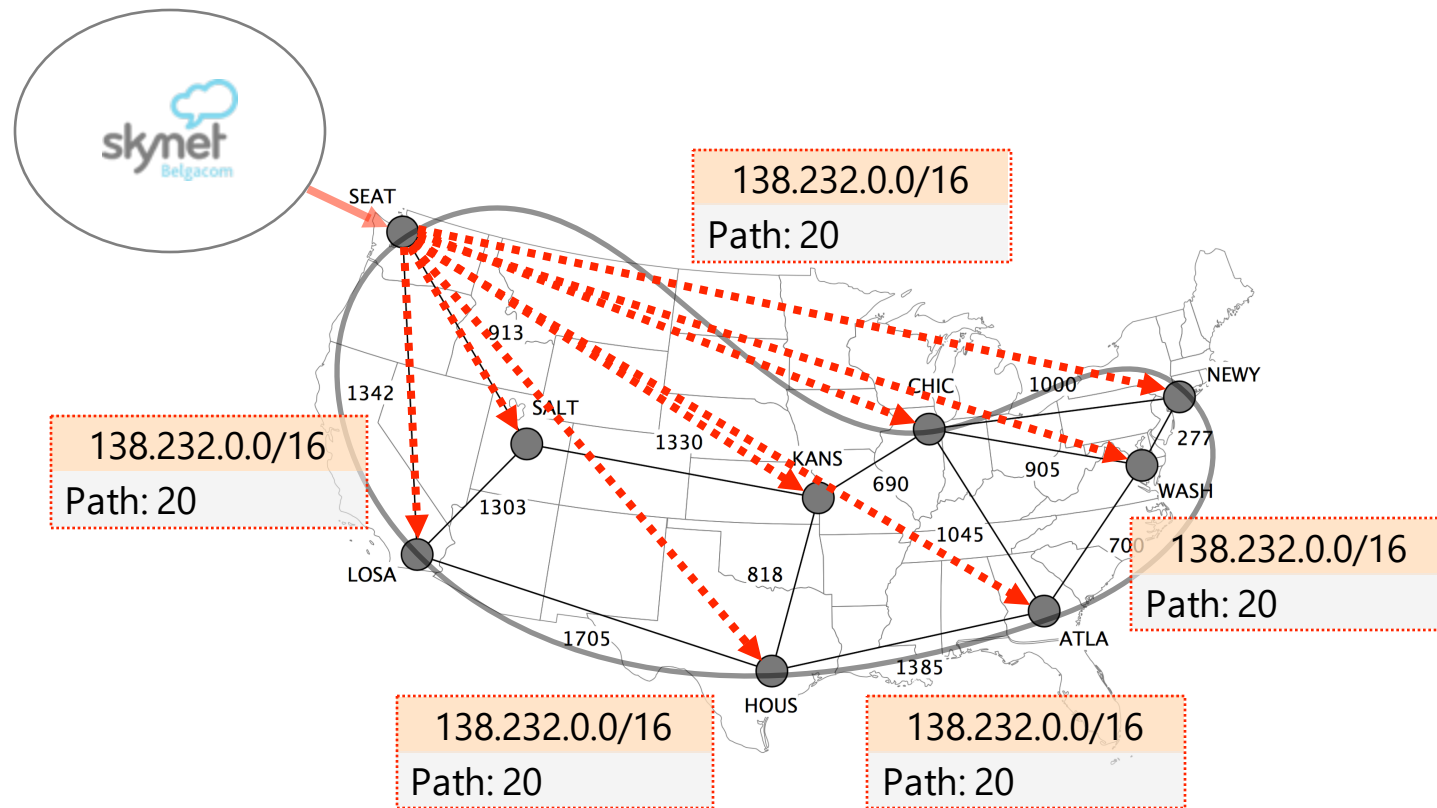 skynet
Belgacom
SEAT
138.232.0.0/16
Path: 20
913
CHIC
1000
NEWY
1342
SALT
277
138.232.0.0/16
Path: 20
1330
KANS
690
905
WASH
1303
1045
700
138.232.0.0/16
Path: 20
LOSA
818
ATLA
1705
1385
HOUS
138.232.0.0/16
Path: 20
138.232.0.0/16
Path: 20